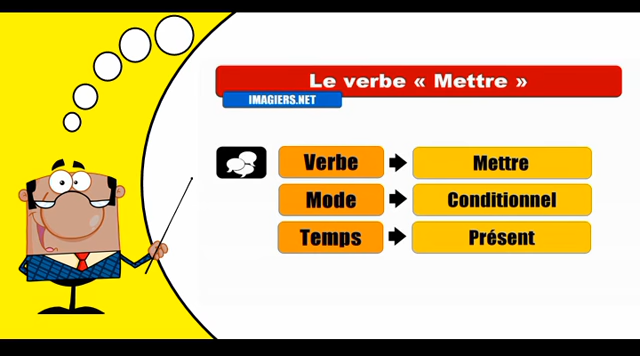 Le verbe « Mettre »
IMAGIERS.NET
Verbe Mettre
Mode Conditionnel
Temps Présent